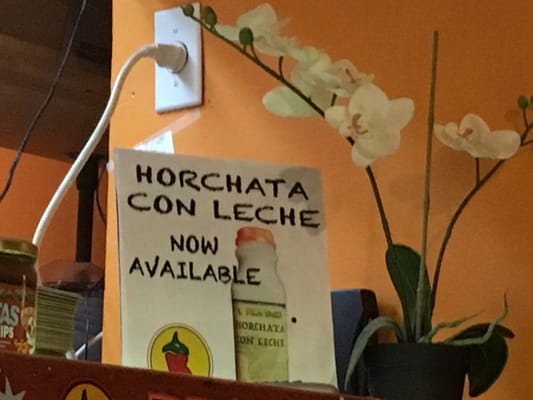 HORCHATA
CON LECHE
NOW
AVAILABLE
HORCHATA
CON LECHE